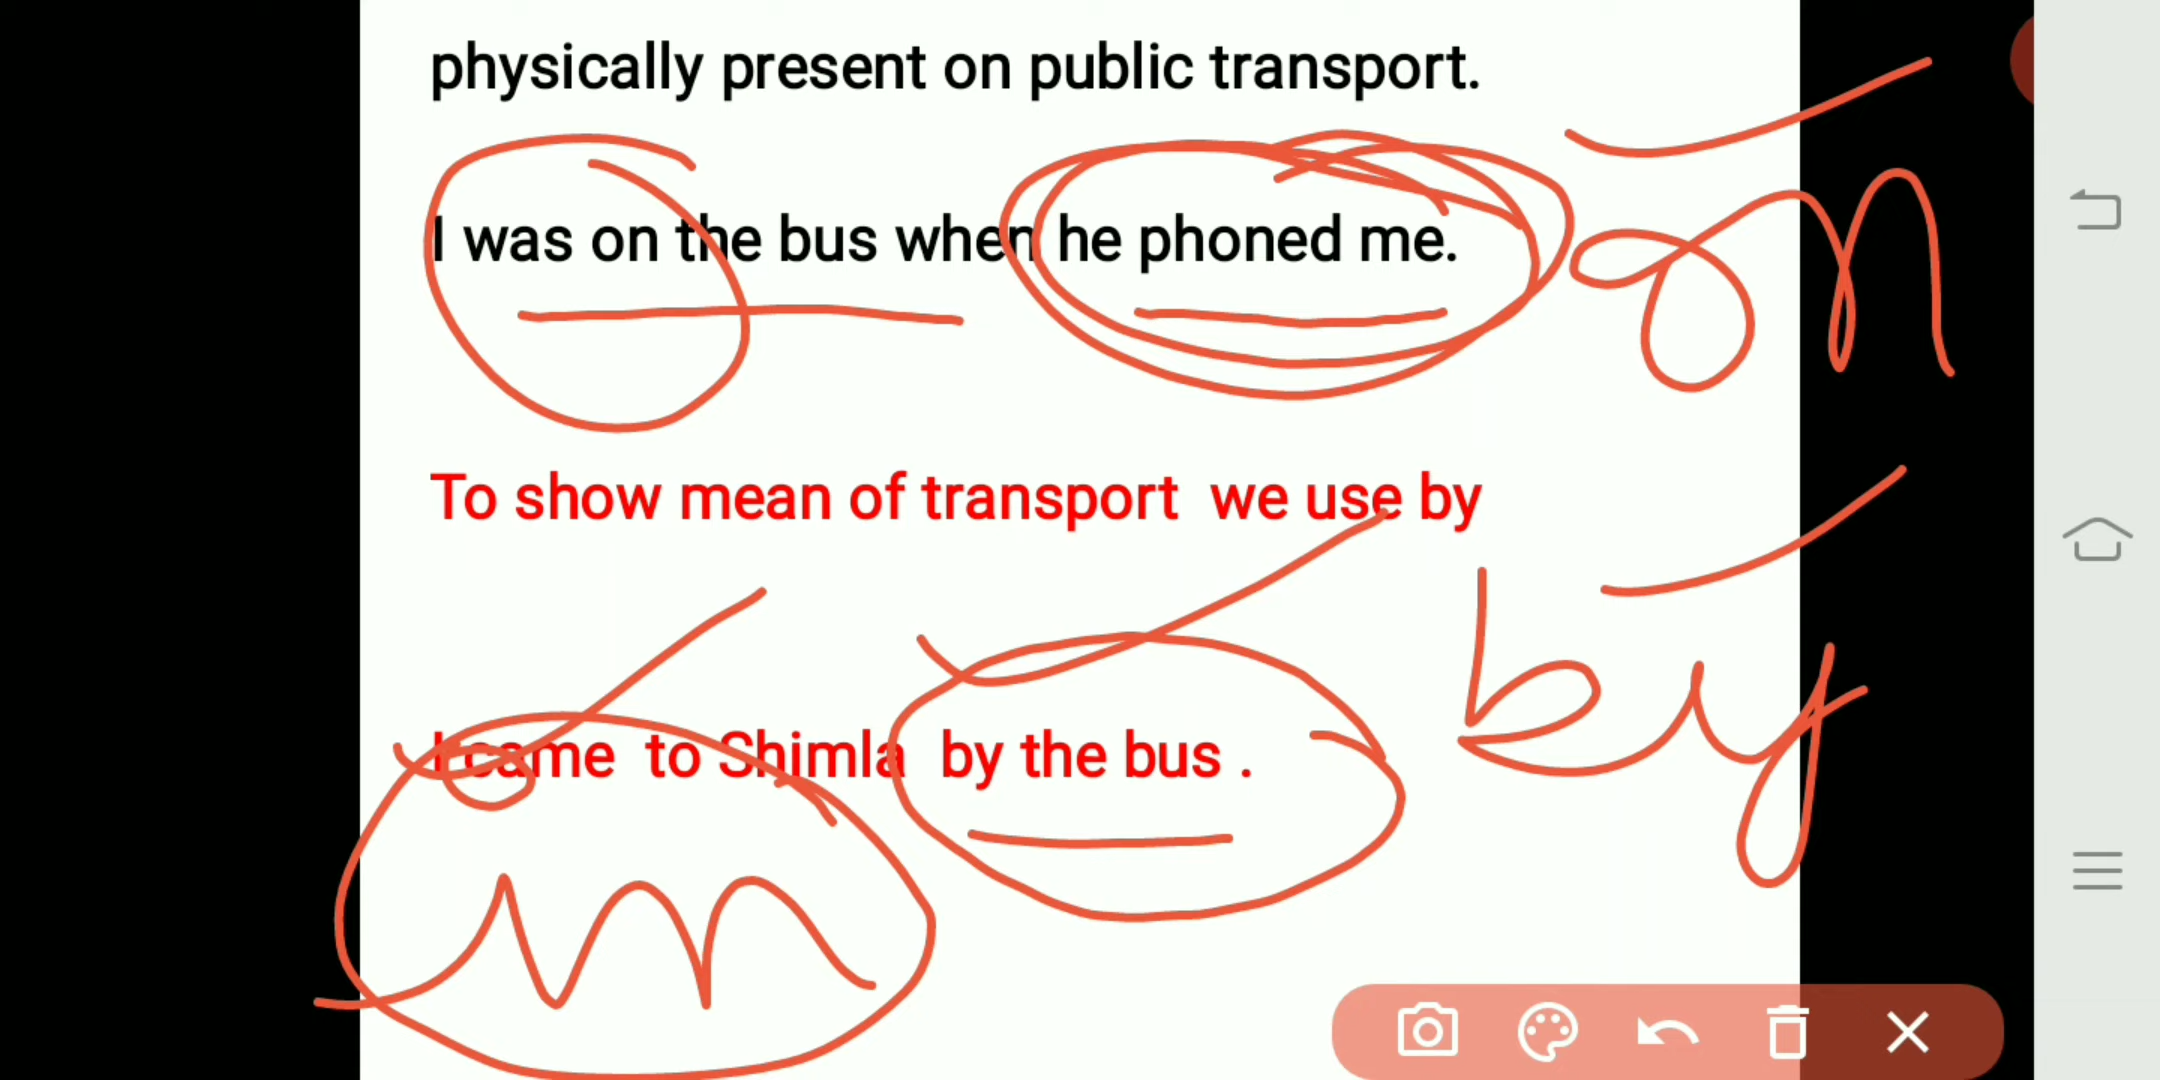 physically present on public transport.
I was on the bus when he phoned me.
on
To show mean of transport we use by
by
I came to Shimla by the bus .
in